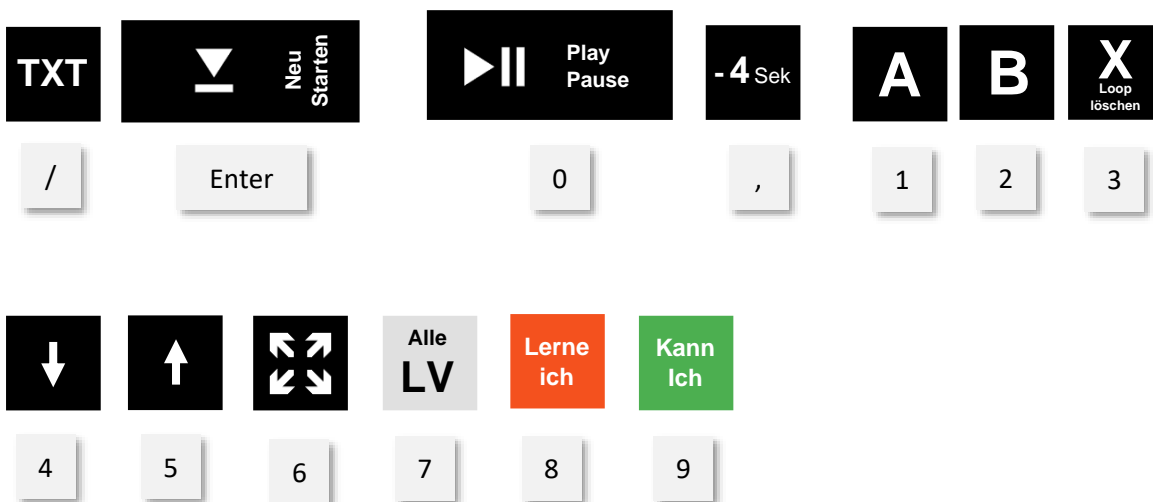 TXT
Neu
Starten
Play
Pause
- 4 Sek
A
B
X
Loop
löschen
/
Enter
0
,
1
2
3
Alle
LV
Lerne
ich
Kann
Ich
4
5
6
7
8
9